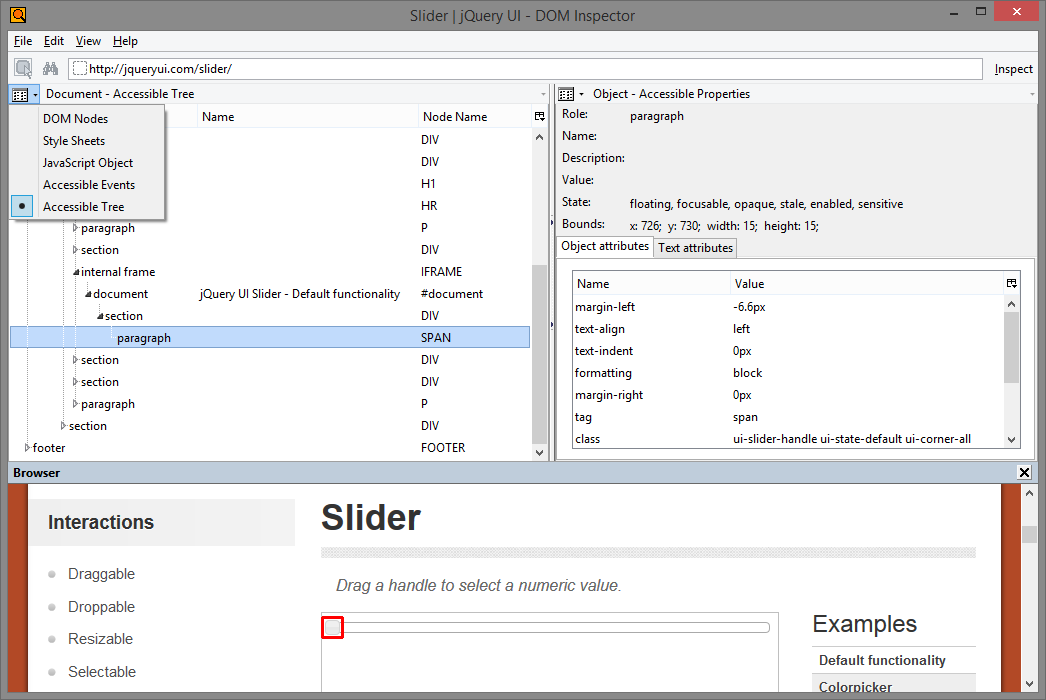 Slider | jQuery UI - DOM Inspector
File Edit View Help
http://jqueryui.com/slider/ Inspect
Document - Accessible Tree
DOM Nodes
Style Sheets
JavaScript Object
Accessible Events
Accessible Tree
Name Node Name
DIV
DIV
H1
HR
paragraph P
section DIV
internal frame IFRAME
document jQuery UI Slider - Default functionality #document
section DIV
paragraph SPAN
section DIV
section DIV
paragraph P
section DIV
footer FOOTER
Object - Accessible Properties
Role: paragraph
Name:
Description:
Value:
State: floating, focusable, opaque, stale, enabled, sensitive
Bounds: x: 726; y: 730; width: 15; height: 15;
Object attributes Text attributes
Name Value
margin-left -6.6px
text-align left
text-indent 0px
formatting block
margin-right 0px
tag span
class ui-slider-handle ui-state-default ui-corner-all
Browser
Interactions
Draggable
Droppable
Resizable
Selectable
Slider
Drag a handle to select a numeric value.
Examples
Default functionality
Colorpicker